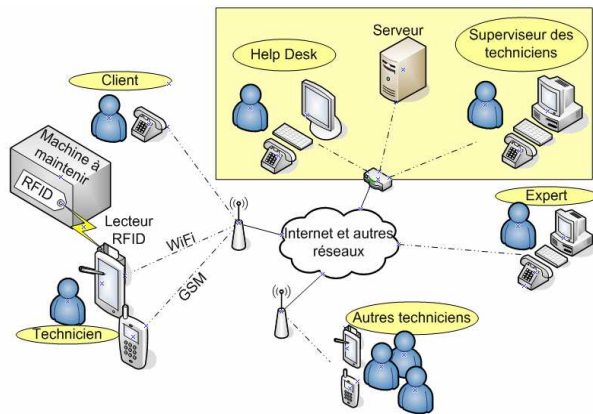 Serveur
Superviseur des
techniciens
Help Desk
Client
Machine à
maintenir
RFID
Lecteur
RFID
WiFi
GSM
Technicien
Internet et autres
réseaux
Expert
Autres techniciens